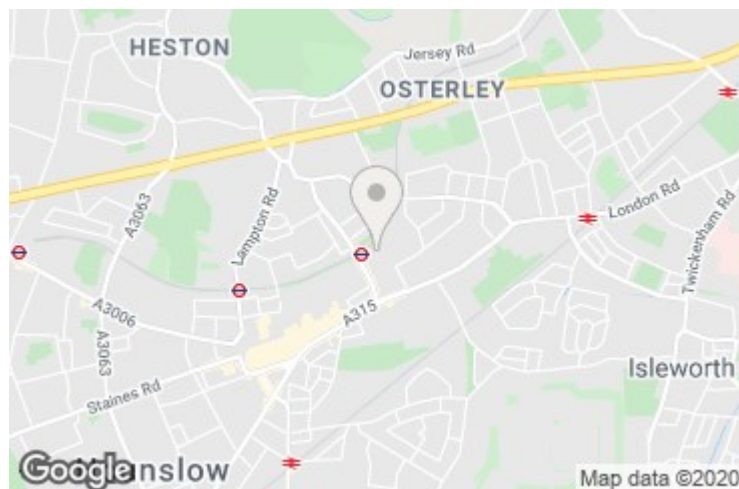 HESTON
Jersey Rd
OSTERLEY
A3063
Lampton Rd
London Rd
Twickenham Rd
A3006
A315
A3063
Isleworth
Staines Rd
Google
unslow
Map data ©2020